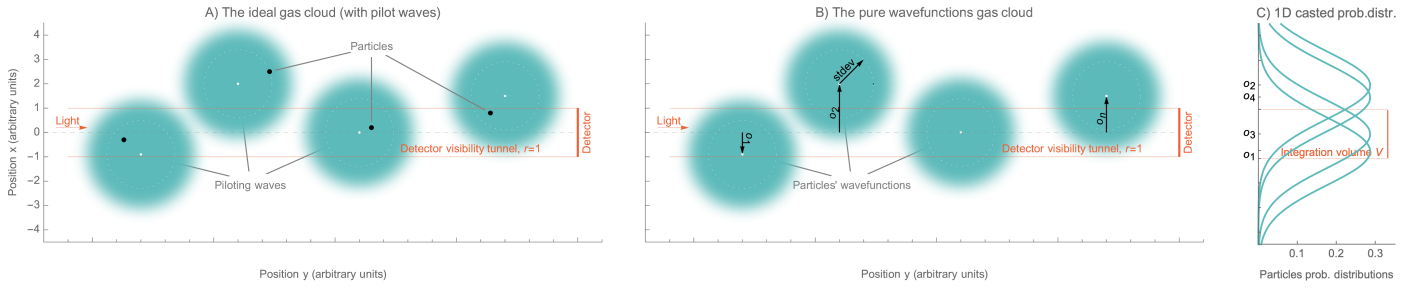 A) The ideal gas cloud (with pilot waves)
Position x (arbitrary units)
4
3
2
1
0
−1
−2
−3
−4
Particles
Light
Detector
Detector visibility tunnel, r=1
Piloting waves
Position y (arbitrary units)
B) The pure wavefunctions gas cloud
stdev
o2
on
Light
o1
Detector
Detector visibility tunnel, r=1
Particles' wavefunctions
Position y (arbitrary units)
C) 1D casted prob.distr.
o2
o4
o3
o1
Integration volume V
0.1 0.2 0.3
Particles prob. distributions